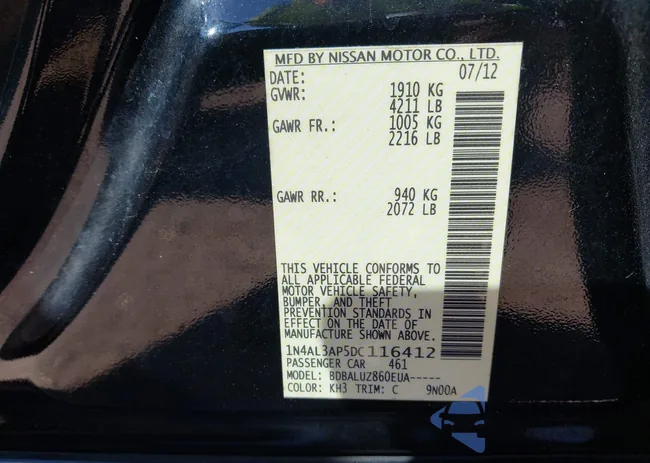 MFD BY NISSAN MOTOR CO., LTD.
DATE: 07/12
GVWR: 1910 KG
4211 LB
GAWR FR.: 1005 KG
2216 LB
GAWR RR.: 940 KG
2072 LB
THIS VEHICLE CONFORMS TO
ALL APPLICABLE FEDERAL
MOTOR VEHICLE SAFETY,
BUMPER, AND THEFT
PREVENTION STANDARDS IN
EFFECT ON THE DATE OF
MANUFACTURE SHOWN ABOVE.
1N4AL3AP5DC116412
PASSENGER CAR 461
MODEL: BDBALUZ860EUA-----
COLOR: KH3 TRIM: C 9N00A